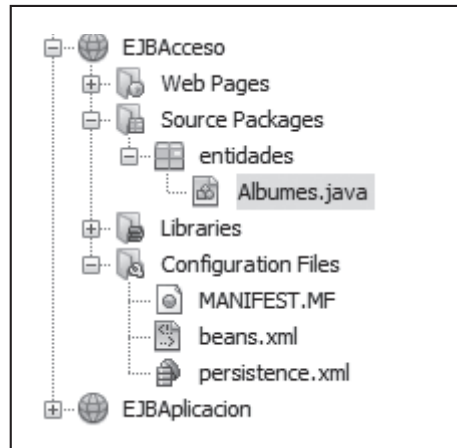 EJBAcceso
Web Pages
Source Packages
entidades
Albumes.java
Libraries
Configuration Files
MANIFEST.MF
beans.xml
persistence.xml
EJBAplicacion